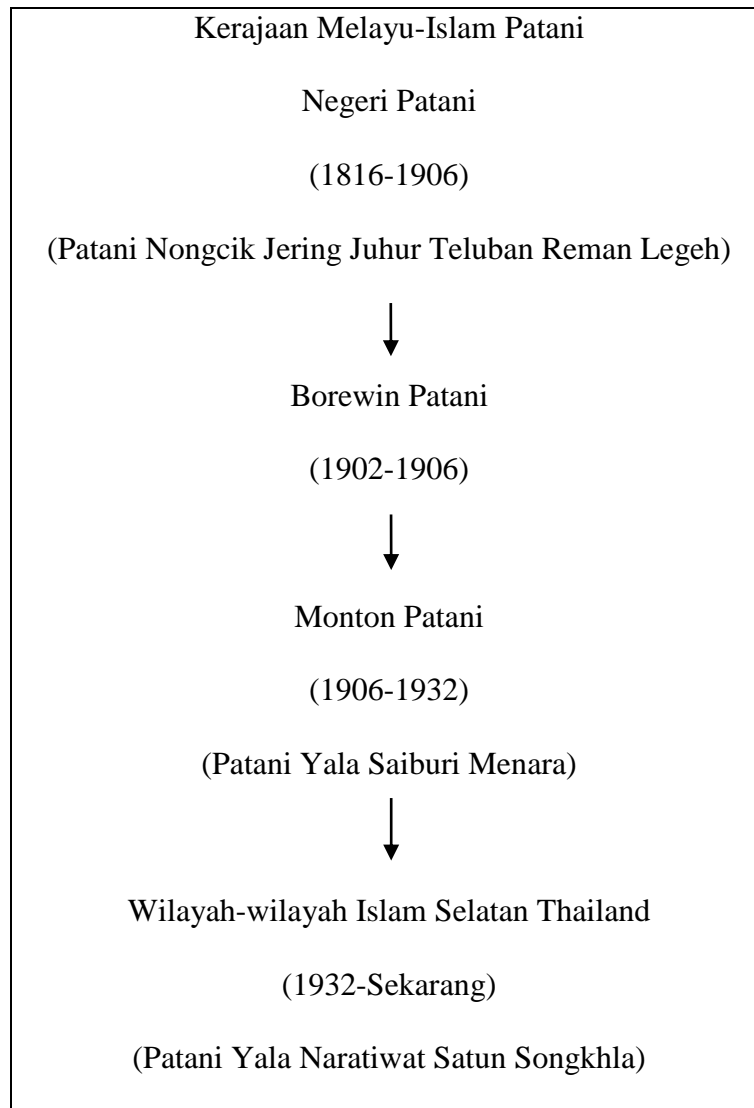 Kerajaan Melayu-Islam Patani
Negeri Patani
(1816-1906)
(Patani Nongcik Jering Juhur Teluban Reman Legeh)
Borewin Patani
(1902-1906)
Monton Patani
(1906-1932)
(Patani Yala Saiburi Menara)
Wilayah-wilayah Islam Selatan Thailand
(1932-Sekarang)
(Patani Yala Naratiwat Satun Songkhla)